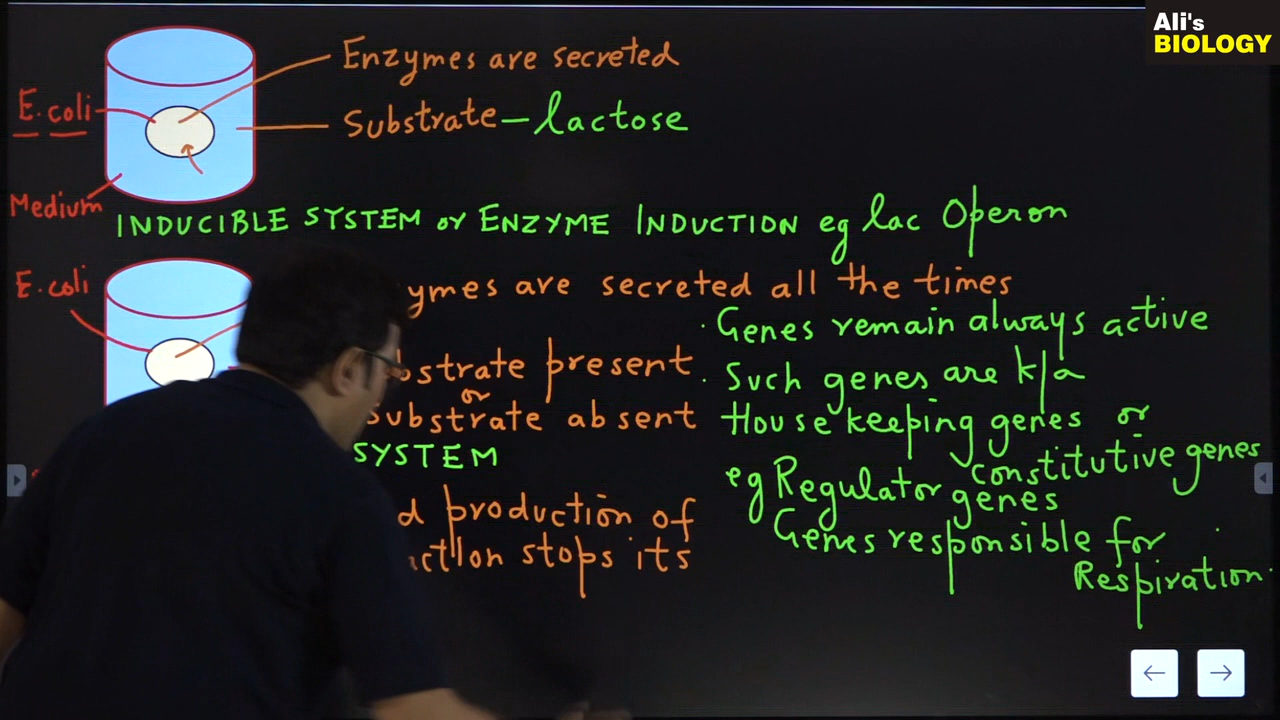 Ali's
BIOLOGY
Enzymes are secreted
E.coli
Substrate - lactose
Medium
INDUCIBLE SYSTEM or ENZYME INDUCTION eg lac Operon
E.coli
ymes are secreted all the times
. Genes remain always active
bstrate present
. Such genes are k/a
or
substrate absent
House keeping genes or
constitutive genes
SYSTEM
eg Regulator genes
d production of
Genes responsible for
ction stops its
Respiration.